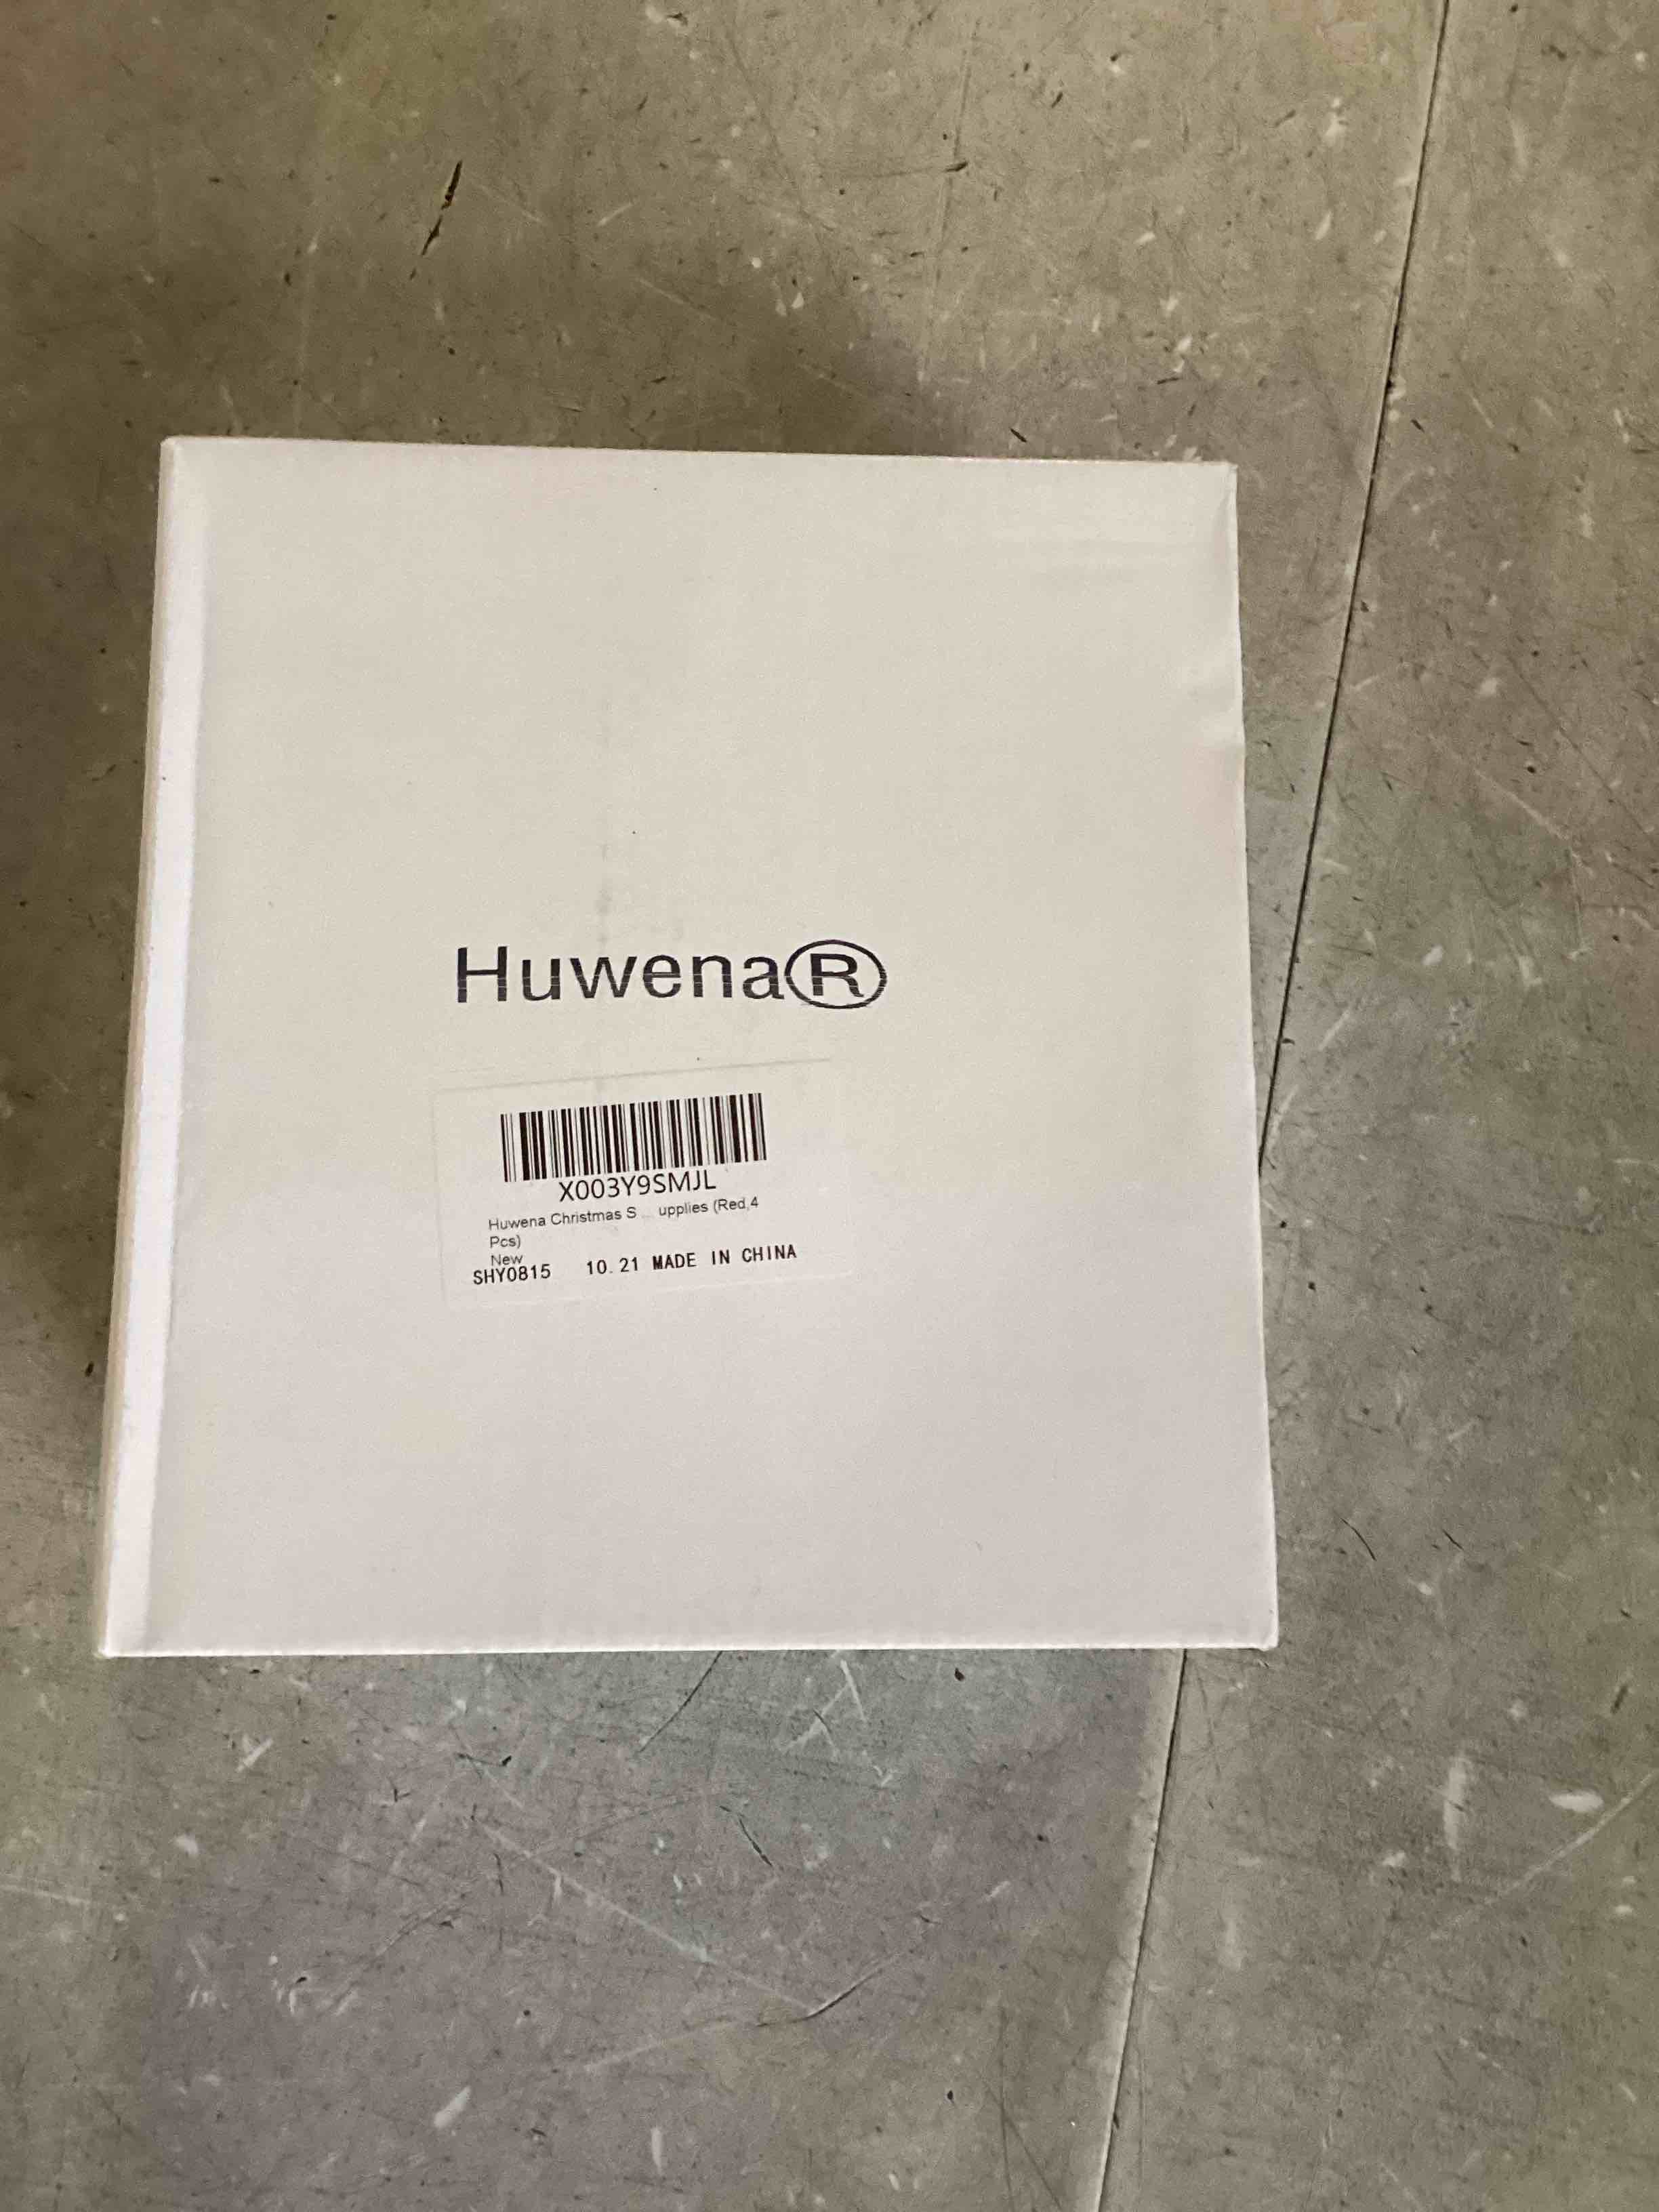 Huwena®
X003Y9SMJL
Huwena Christmas S ... upplies (Red,4
Pcs)
New
SHY0815 10.21 MADE IN CHINA